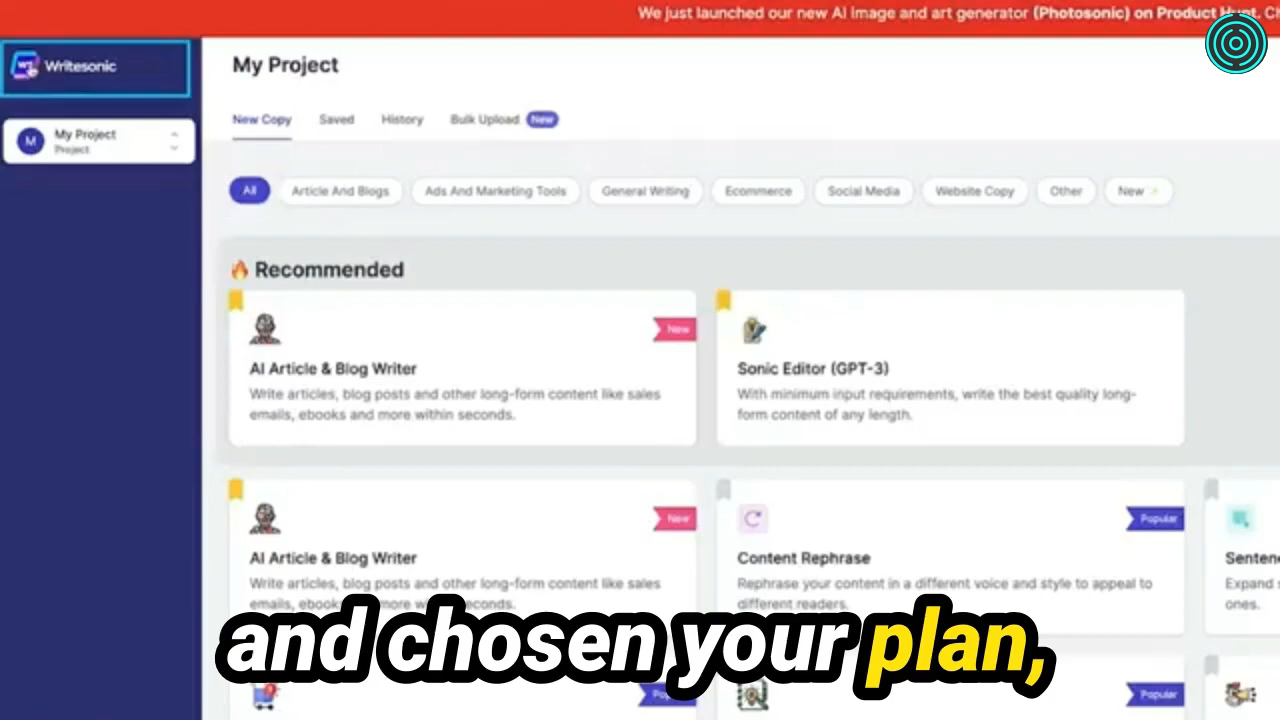 We just launched our new AI image and art generator (Photosonic) on Product Hunt.
Writesonic
My Project
My Project
Project
M
New Copy Saved History Bulk Upload New
All Article And Blogs Ads And Marketing Tools General Writing Ecommerce Social Media Website Copy Other New
Recommended
New
AI Article & Blog Writer
Write articles, blog posts and other long-form content like sales
emails, ebooks and more within seconds.
Sonic Editor (GPT-3)
With minimum input requirements, write the best quality long-
form content of any length.
New
AI Article & Blog Writer
Write articles, blog posts and other long-form content like sales
emails, more seconds.
Popular
Content Rephrase
Rephrase your content in a different voice and style to appeal to
different readers.
Expand
ones.
and chosen your plan,
Popular